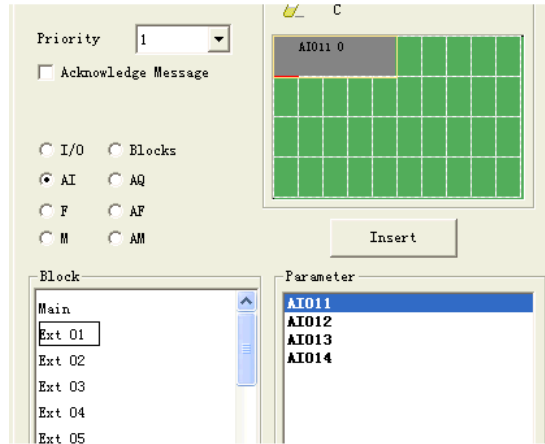 C
Priority 1
AI011 0
Acknowledge Message
I/O Blocks
AI AQ
F AF
M AM
Insert
Block
Parameter
Main
Ext 01
Ext 02
Ext 03
Ext 04
Ext 05
AI011
AI012
AI013
AI014